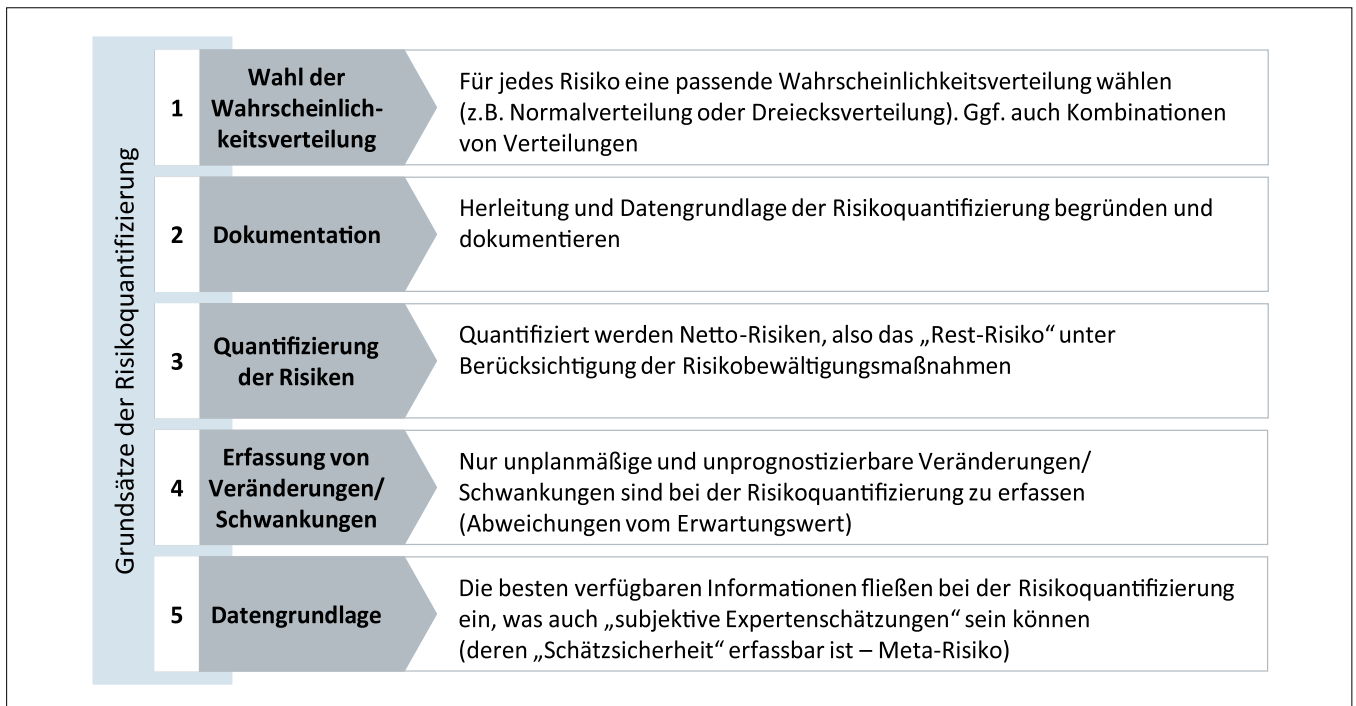 Grundsätze der Risikoquantifizierung
1
Wahl der
Wahrscheinlich-
keitsverteilung
Für jedes Risiko eine passende Wahrscheinlichkeitsverteilung wählen
(z.B. Normalverteilung oder Dreiecksverteilung). Ggf. auch Kombinationen
von Verteilungen
2
Dokumentation
Herleitung und Datengrundlage der Risikoquantifizierung begründen und
dokumentieren
3
Quantifizierung
der Risiken
Quantifiziert werden Netto-Risiken, also das „Rest-Risiko“ unter
Berücksichtigung der Risikobewältigungsmaßnahmen
4
Erfassung von
Veränderungen/
Schwankungen
Nur unplanmäßige und unprognostizierbare Veränderungen/
Schwankungen sind bei der Risikoquantifizierung zu erfassen
(Abweichungen vom Erwartungswert)
5
Datengrundlage
Die besten verfügbaren Informationen fließen bei der Risikoquantifizierung
ein, was auch „subjektive Expertenschätzungen“ sein können
(deren „Schätzsicherheit“ erfassbar ist – Meta-Risiko)